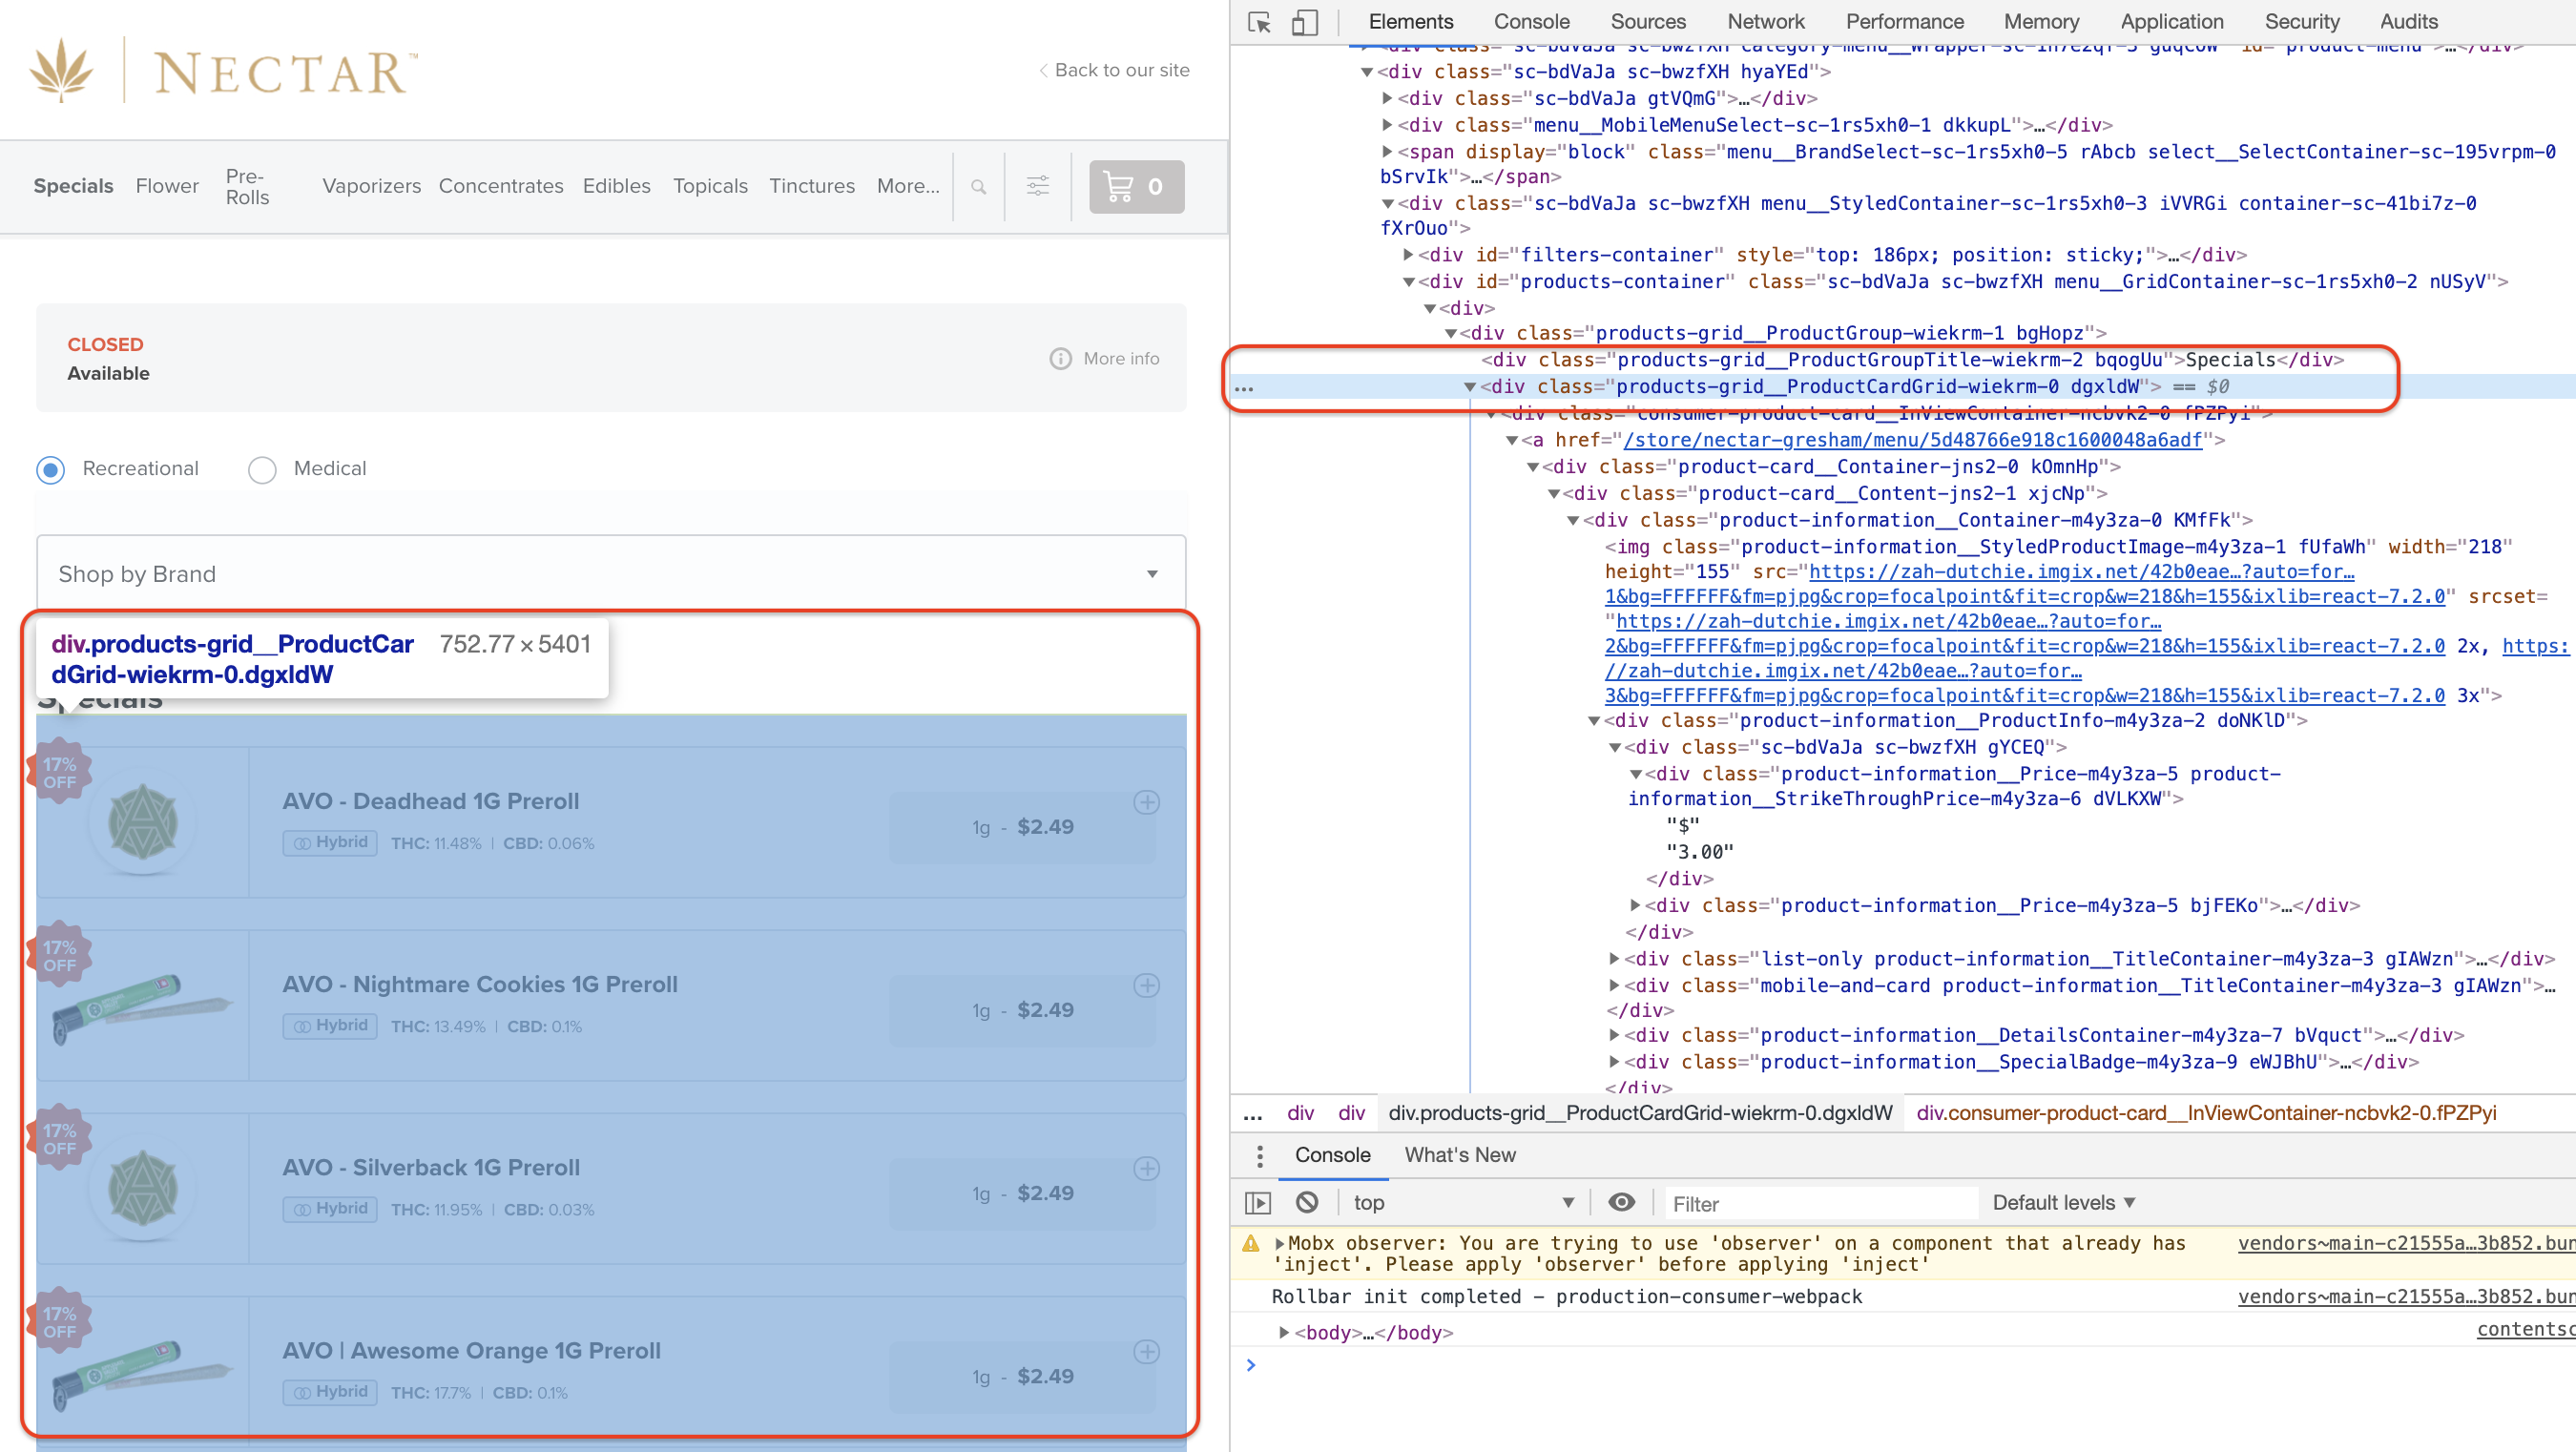 NECTAR™
Back to our site
Specials Flower Pre-Rolls Vaporizers Concentrates Edibles Topicals Tinctures More... 0
CLOSED
Available
More info
Recreational Medical
Shop by Brand
div.products-grid__ProductCar 752.77 × 5401
dGrid-wiekrm-0.dgxldW
Specials
17% OFF
AVO - Deadhead 1G Preroll
1g - $2.49
Hybrid THC: 11.48% | CBD: 0.06%
17% OFF
AVO - Nightmare Cookies 1G Preroll
1g - $2.49
Hybrid THC: 13.49% | CBD: 0.1%
17% OFF
AVO - Silverback 1G Preroll
1g - $2.49
Hybrid THC: 11.95% | CBD: 0.03%
17% OFF
AVO | Awesome Orange 1G Preroll
1g - $2.49
Hybrid THC: 17.7% | CBD: 0.1%
Elements Console Sources Network Performance Memory Application Security Audits
<div class="sc-bdVaJa sc-bwzfXH hyaYEd">
<div class="sc-bdVaJa gtVQmG">…</div>
<div class="menu__MobileMenuSelect-sc-1rs5xh0-1 dkkupL">…</div>
<span display="block" class="menu__BrandSelect-sc-1rs5xh0-5 rAbcb select__SelectContainer-sc-195vrpm-0
bSrvIk">…</span>
<div class="sc-bdVaJa sc-bwzfXH menu__StyledContainer-sc-1rs5xh0-3 iVVRGi container-sc-41bi7z-0
fXrOuo">
<div id="filters-container" style="top: 186px; position: sticky;">…</div>
<div id="products-container" class="sc-bdVaJa sc-bwzfXH menu__GridContainer-sc-1rs5xh0-2 nUSyV">
<div>
<div class="products-grid__ProductGroup-wiekrm-1 bgHopz">
<div class="products-grid__ProductGroupTitle-wiekrm-2 bqogUu">Specials</div>
… <div class="products-grid__ProductCardGrid-wiekrm-0 dgxldW"> == $0
<div class="consumer-product-card__InViewContainer-ncbvk2-0 fPZPyi">
<a href="/store/nectar-gresham/menu/5d48766e918c1600048a6adf">
<div class="product-card__Container-jns2-0 kOmnHp">
<div class="product-card__Content-jns2-1 xjcNp">
<div class="product-information__Container-m4y3za-0 KMfFk">
<img class="product-information__StyledProductImage-m4y3za-1 fUfaWh" width="218"
height="155" src="https://zah-dutchie.imgix.net/42b0eae…?auto=for…
1&bg=FFFFFF&fm=pjpg&crop=focalpoint&fit=crop&w=218&h=155&ixlib=react-7.2.0" srcset=
"https://zah-dutchie.imgix.net/42b0eae…?auto=for…
2&bg=FFFFFF&fm=pjpg&crop=focalpoint&fit=crop&w=218&h=155&ixlib=react-7.2.0 2x, https:
//zah-dutchie.imgix.net/42b0eae…?auto=for…
3&bg=FFFFFF&fm=pjpg&crop=focalpoint&fit=crop&w=218&h=155&ixlib=react-7.2.0 3x">
<div class="product-information__ProductInfo-m4y3za-2 doNKlD">
<div class="sc-bdVaJa sc-bwzfXH gYCEQ">
<div class="product-information__Price-m4y3za-5 product-
information__StrikeThroughPrice-m4y3za-6 dVLKXW">
"$"
"3.00"
</div>
<div class="product-information__Price-m4y3za-5 bjFEKo">…</div>
</div>
<div class="list-only product-information__TitleContainer-m4y3za-3 gIAWzn">…</div>
<div class="mobile-and-card product-information__TitleContainer-m4y3za-3 gIAWzn">…
</div>
<div class="product-information__DetailsContainer-m4y3za-7 bVquct">…</div>
<div class="product-information__SpecialBadge-m4y3za-9 eWJBhU">…</div>
</div>
… div div div.products-grid__ProductCardGrid-wiekrm-0.dgxldW div.consumer-product-card__InViewContainer-ncbvk2-0.fPZPyi
Console What's New
top Filter Default levels
Mobx observer: You are trying to use 'observer' on a component that already has vendors~main-c21555a…3b852.bun
'inject'. Please apply 'observer' before applying 'inject'
Rollbar init completed – production-consumer-webpack vendors~main-c21555a…3b852.bun
<body>…</body> contentsc